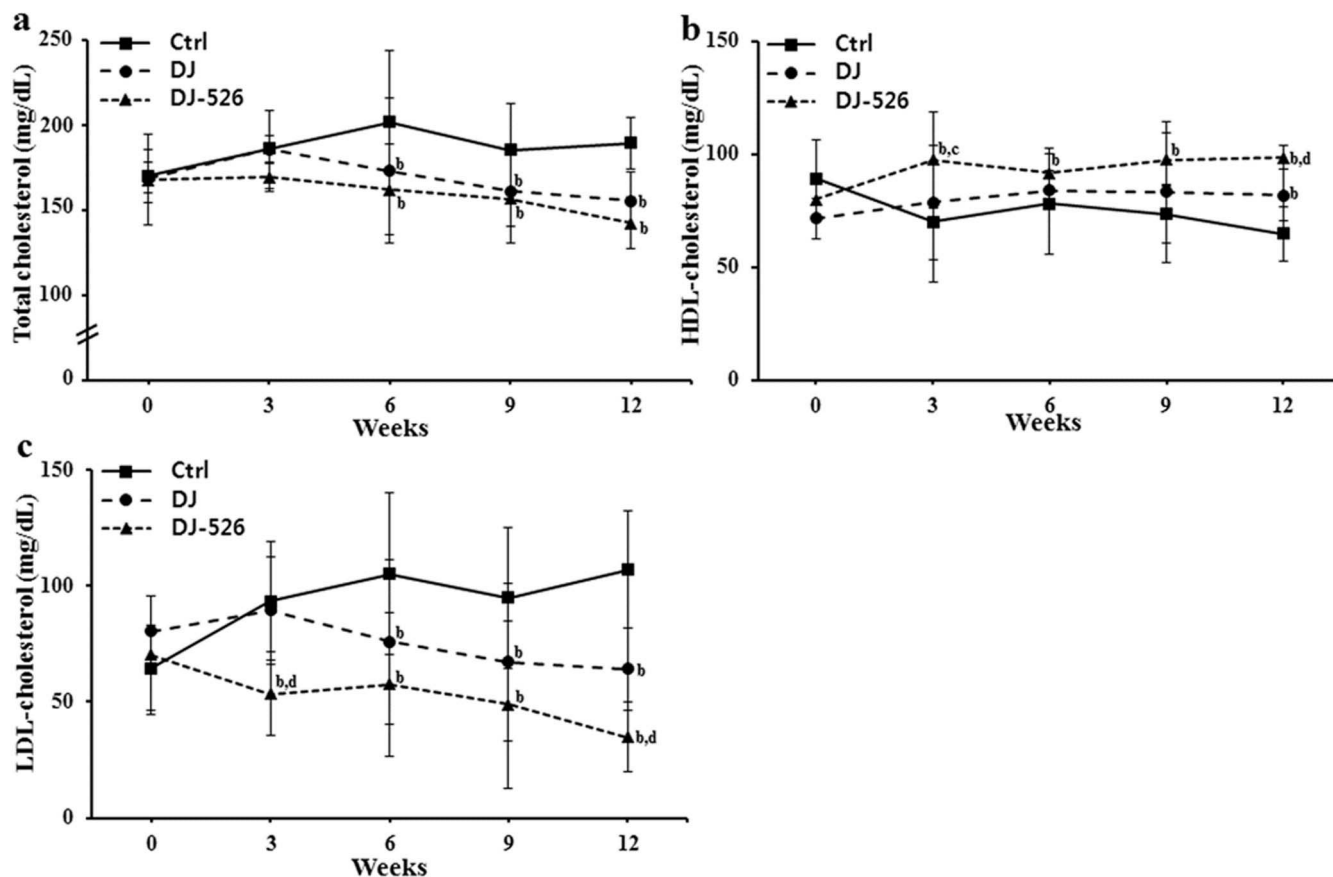 a
Total cholesterol (mg/dL)
250
200
150
100
0
Ctrl
DJ
DJ-526
b
b
b
b
b
b
0 3 6 9 12
Weeks
b
HDL-cholesterol (mg/dL)
150
100
50
0
Ctrl
DJ
DJ-526
b,c
b
b
b,d
b
0 3 6 9 12
Weeks
c
LDL-cholesterol (mg/dL)
150
100
50
0
Ctrl
DJ
DJ-526
b,d
b
b
b
b
b
b,d
0 3 6 9 12
Weeks